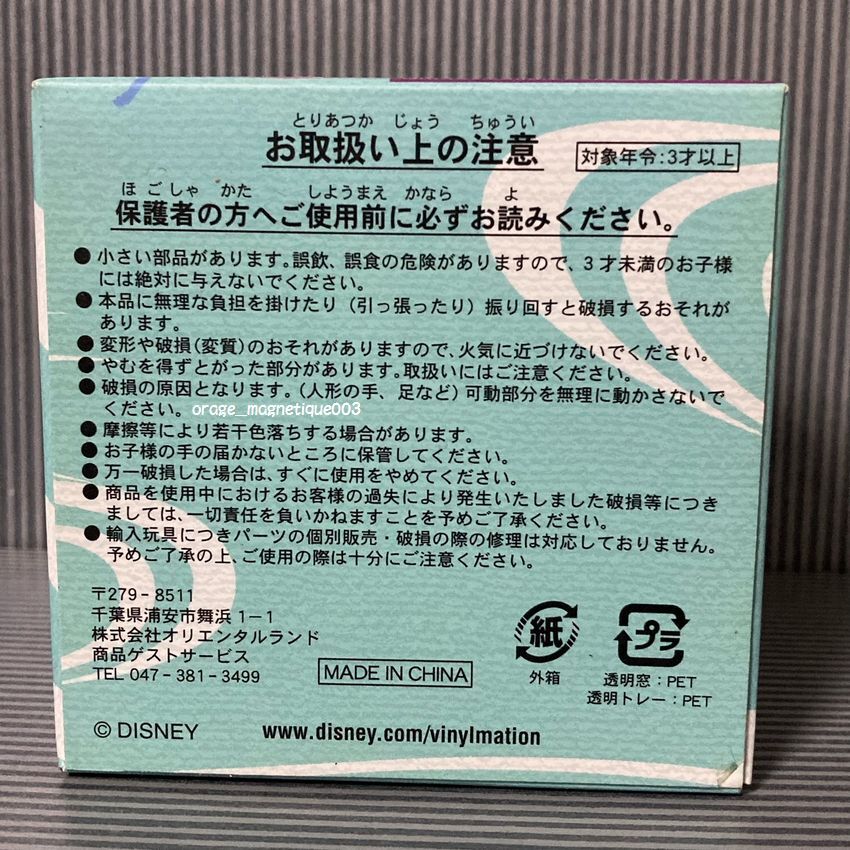 とりあつか じょう ちゅうい
お取扱い上の注意
対象年令:3才以上
ほ ごしゃ かた しようまえ かなら よ
保護者の方へご使用前に必ずお読みください。
●小さい部品があります。誤飲、誤食の危険がありますので、3才未満のお子様
には絶対に与えないでください。
●本品に無理な負担を掛けたり(引っ張ったり)振り回すと破損するおそれが
あります。
●変形や破損(変質)のおそれがありますので、火気に近づけないでください。
●やむを得ずとがった部分があります。取扱いにはご注意ください。
●破損の原因となります。(人形の手、足など)可動部分を無理に動かさないで
ください。 orage_magnetique003
●摩擦等により若干色落ちする場合があります。
●お子様の手の届かないところに保管してください。
●万一破損した場合は、すぐに使用をやめてください。
●商品を使用中におけるお客様の過失により発生いたしました破損等につき
ましては、一切責任を負いかねますことを予めご了承ください。
●輸入玩具につきパーツの個別販売・破損の際の修理は対応しておりません。
予めご了承の上、ご使用の際は十分にご注意ください。
〒279-8511
千葉県浦安市舞浜1-1
株式会社オリエンタルランド
商品ゲストサービス
TEL 047-381-3499
MADE IN CHINA
紙
外箱
プラ
透明窓:PET
透明トレー:PET
© DISNEY
www.disney.com/vinylmation